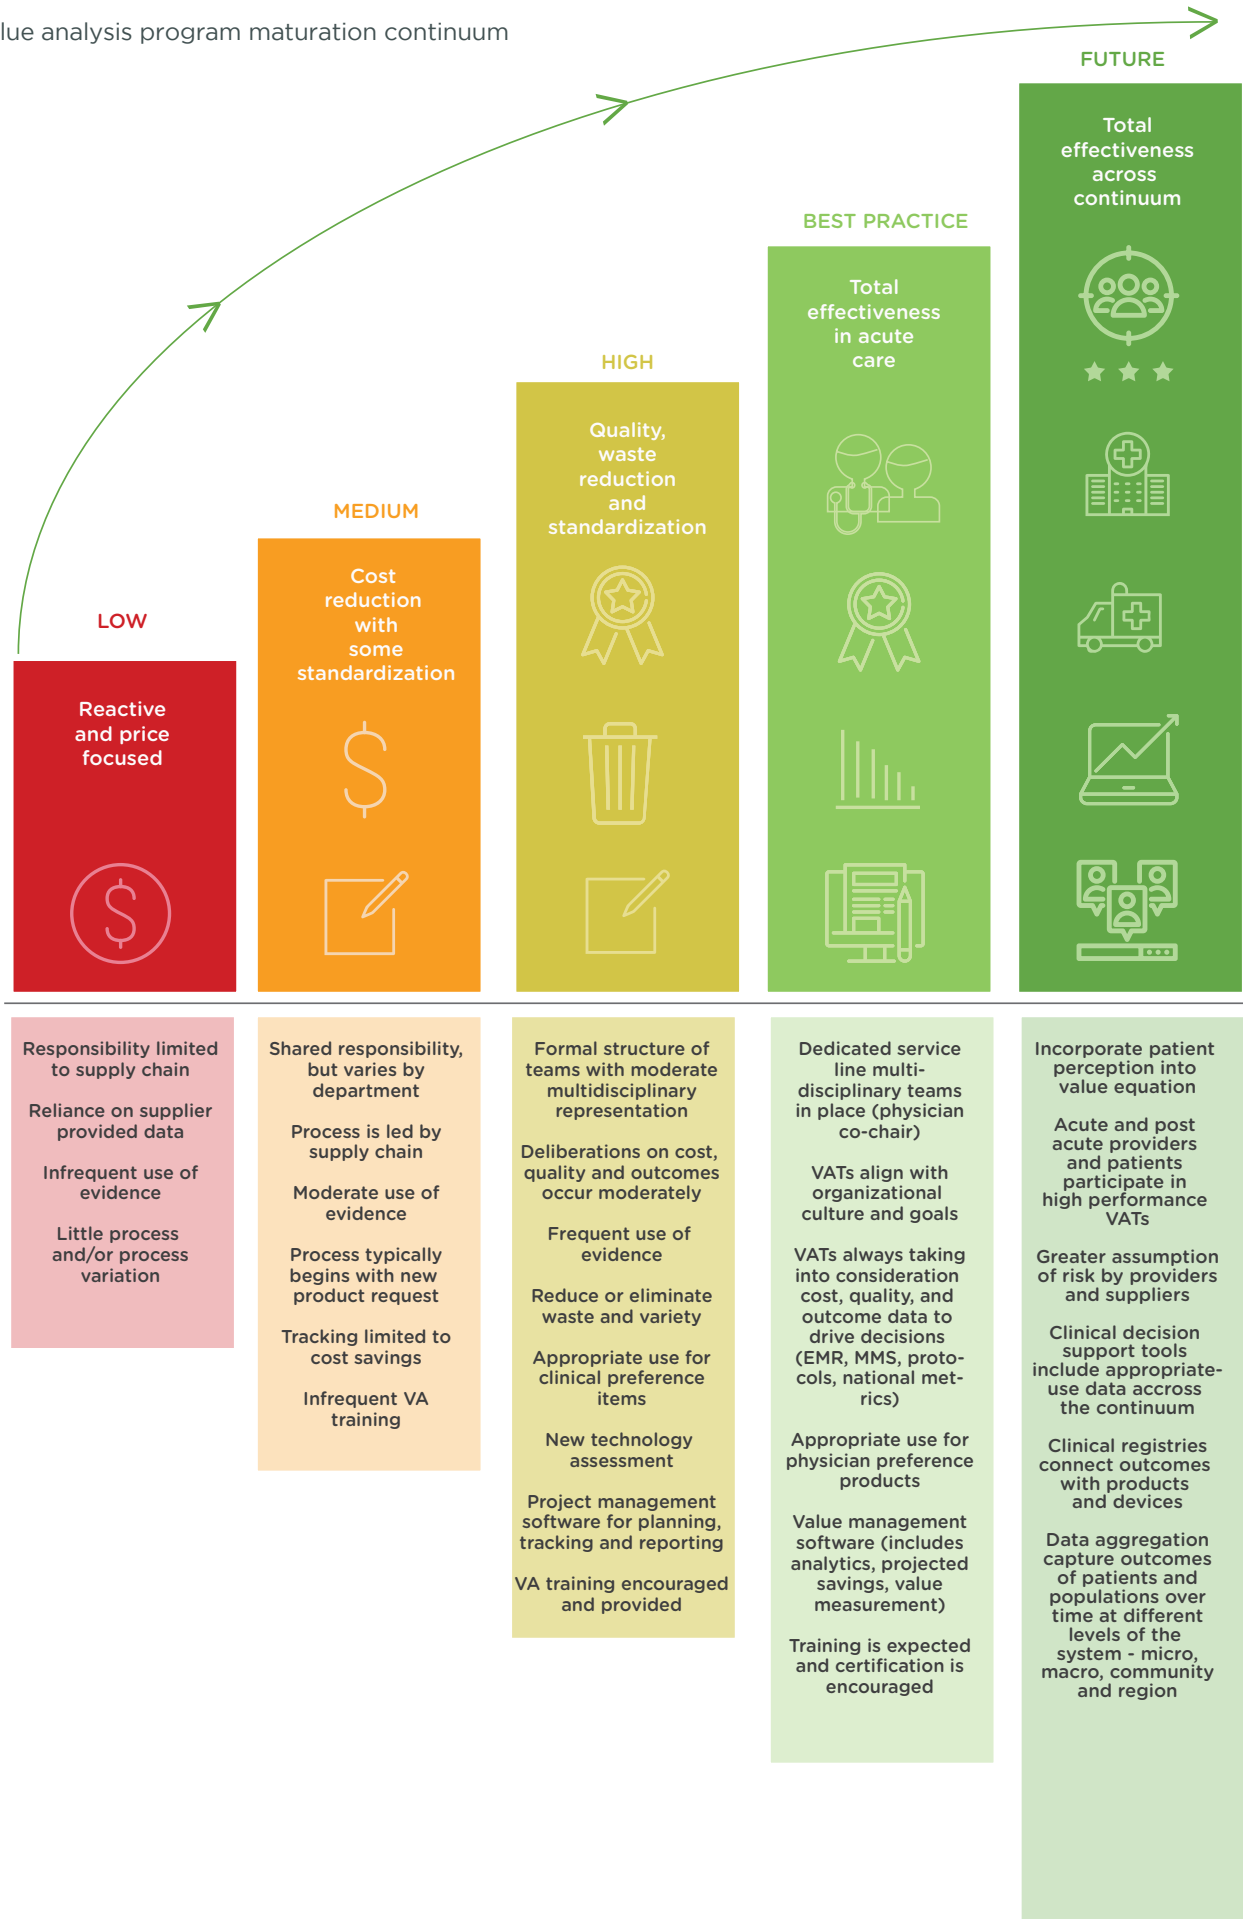 lue analysis program maturation continuum
FUTURE
Total
effectiveness
across
continuum
BEST PRACTICE
Total
effectiveness
in acute
care
HIGH
Quality,
waste
reduction
and
standardization
MEDIUM
Cost
reduction
with
some
standardization
LOW
Reactive
and price
focused
Responsibility limited
to supply chain
Reliance on supplier
provided data
Infrequent use of
evidence
Little process
and/or process
variation
Shared responsibility,
but varies by
department
Process is led by
supply chain
Moderate use of
evidence
Process typically
begins with new
product request
Tracking limited to
cost savings
Infrequent VA
training
Formal structure of
teams with moderate
multidisciplinary
representation
Deliberations on cost,
quality and outcomes
occur moderately
Frequent use of
evidence
Reduce or eliminate
waste and variety
Appropriate use for
clinical preference
items
New technology
assessment
Project management
software for planning,
tracking and reporting
VA training encouraged
and provided
Dedicated service
line multi-
disciplinary teams
in place (physician
co-chair)
VATs align with
organizational
culture and goals
VATs always taking
into consideration
cost, quality, and
outcome data to
drive decisions
(EMR, MMS, proto-
cols, national met-
rics)
Appropriate use for
physician preference
products
Value management
software (includes
analytics, projected
savings, value
measurement)
Training is expected
and certification is
encouraged
Incorporate patient
perception into
value equation
Acute and post
acute providers
and patients
participate in
high performance
VATs
Greater assumption
of risk by providers
and suppliers
Clinical decision
support tools
include appropriate-
use data accross
the continuum
Clinical registries
connect outcomes
with products
and devices
Data aggregation
capture outcomes
of patients and
populations over
time at different
levels of the
system - micro,
macro, community
and region